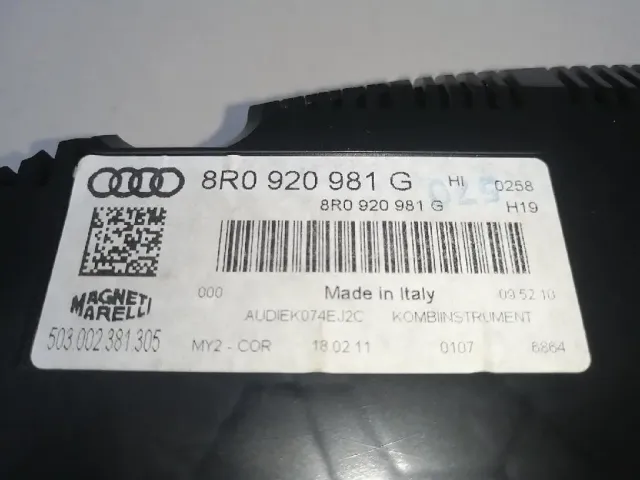 8R0 920 981 G HI 0258
8R0 920 981 G H19
000 Made in Italy 09 52 10
MAGNETI
MARELLI
AUDIEK074EJ2C KOMBIINSTRUMENT
503.002.381.305
MY2 - COR 18.02.11 0107 6864